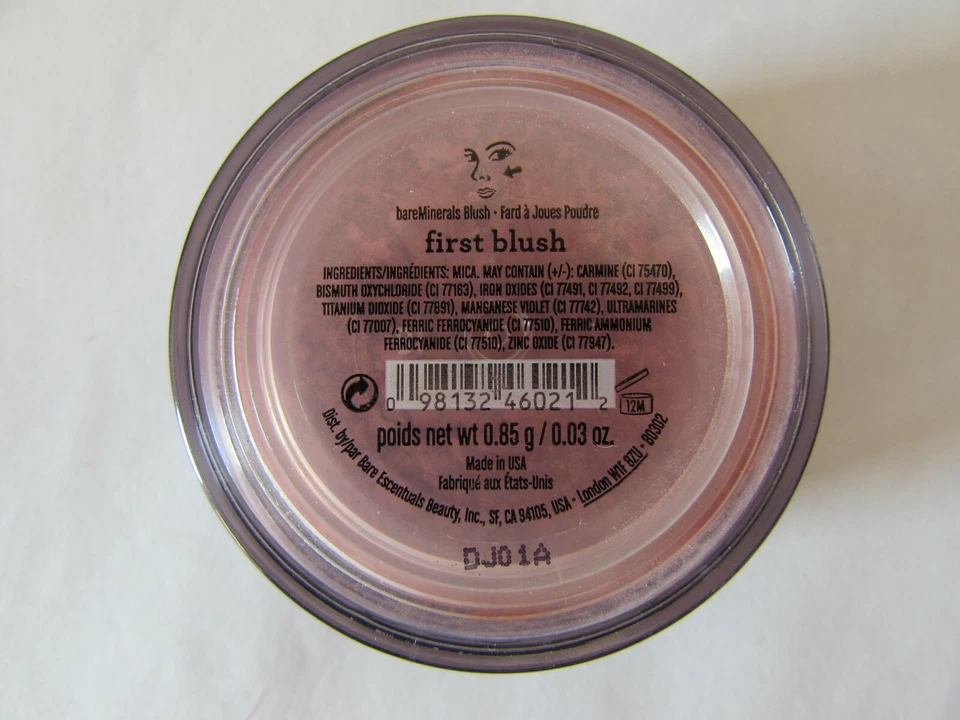 bareMinerals Blush · Fard à Joues Poudre
first blush
INGREDIENTS/INGRÉDIENTS: MICA. MAY CONTAIN (+/-): CARMINE (CI 75470),
BISMUTH OXYCHLORIDE (CI 77163), IRON OXIDES (CI 77491, CI 77492, CI 77499),
TITANIUM DIOXIDE (CI 77891), MANGANESE VIOLET (CI 77742), ULTRAMARINES
(CI 77007), FERRIC FERROCYANIDE (CI 77510), FERRIC AMMONIUM
FERROCYANIDE (CI 77510), ZINC OXIDE (CI 77947).
0 98132 46021 2
12M
poids net wt 0.85 g / 0.03 oz.
Made in USA
Fabriqué aux États-Unis
Dist. by/par Bare Escentuals Beauty, Inc., SF, CA 94105, USA · London W1F 8ZU · 80302
DJ01A